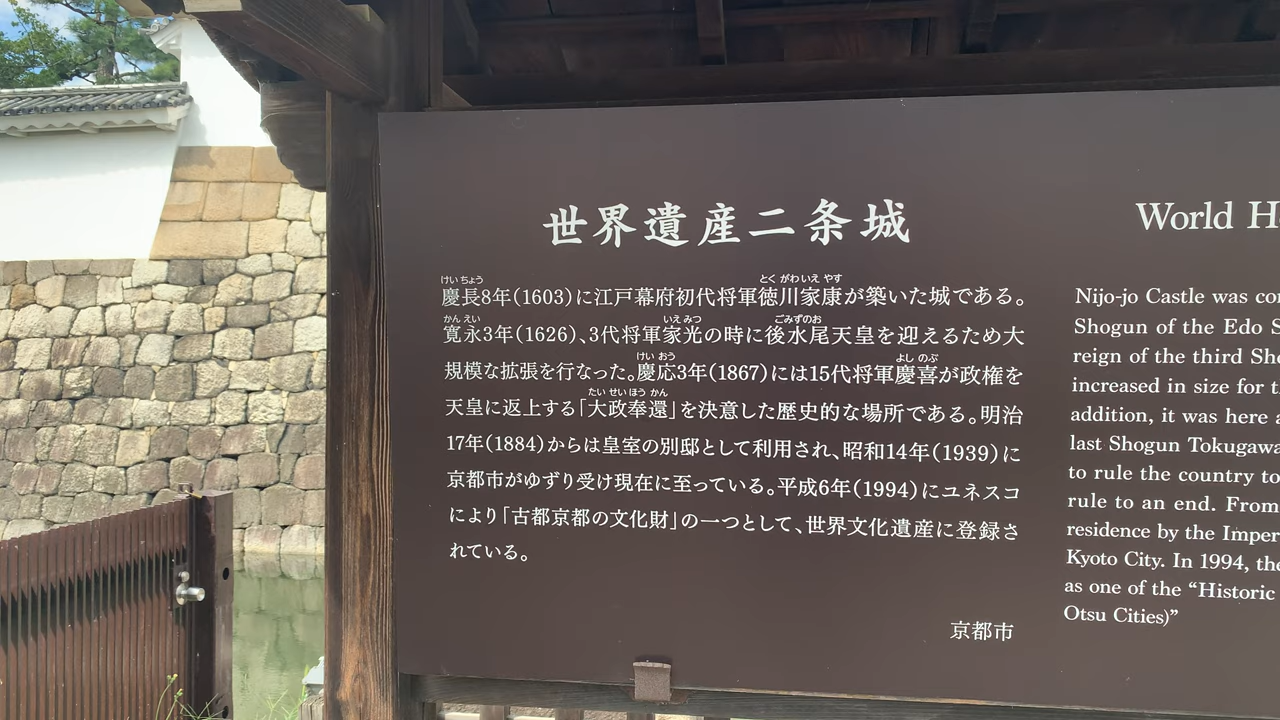 世界遺産二条城
けいちょう とくがわいえやす
慶長8年(1603)に江戸幕府初代将軍徳川家康が築いた城である。
かんえい いえみつ ごみずのお
寛永3年(1626)、3代将軍家光の時に後水尾天皇を迎えるため大
けいおう よしのぶ
規模な拡張を行なった。慶応3年(1867)には15代将軍慶喜が政権を
たいせいほうかん
天皇に返上する「大政奉還」を決意した歴史的な場所である。明治
17年(1884)からは皇室の別邸として利用され、昭和14年(1939)に
京都市がゆずり受け現在に至っている。平成6年(1994)にユネスコ
により「古都京都の文化財」の一つとして、世界文化遺産に登録さ
れている。
京都市
World H
Nijo-jo Castle was con
Shogun of the Edo S
reign of the third Sho
increased in size for t
addition, it was here a
last Shogun Tokugawa
to rule the country to
rule to an end. From
residence by the Imper
Kyoto City. In 1994, the
as one of the “Historic
Otsu Cities)”